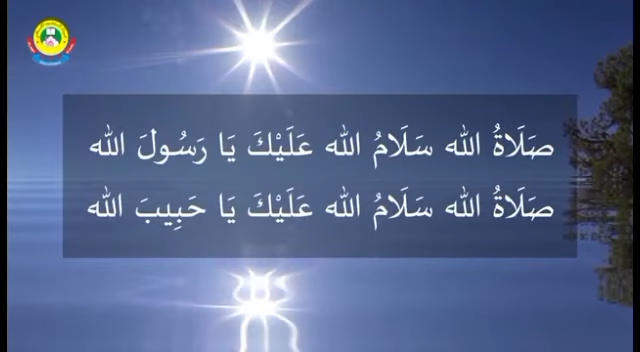 صَلَاةُ الله سَلَامُ الله عَلَيْكَ يَا رَسُولَ الله
صَلَاةُ الله سَلَامُ الله عَلَيْكَ يَا حَبِيبَ الله